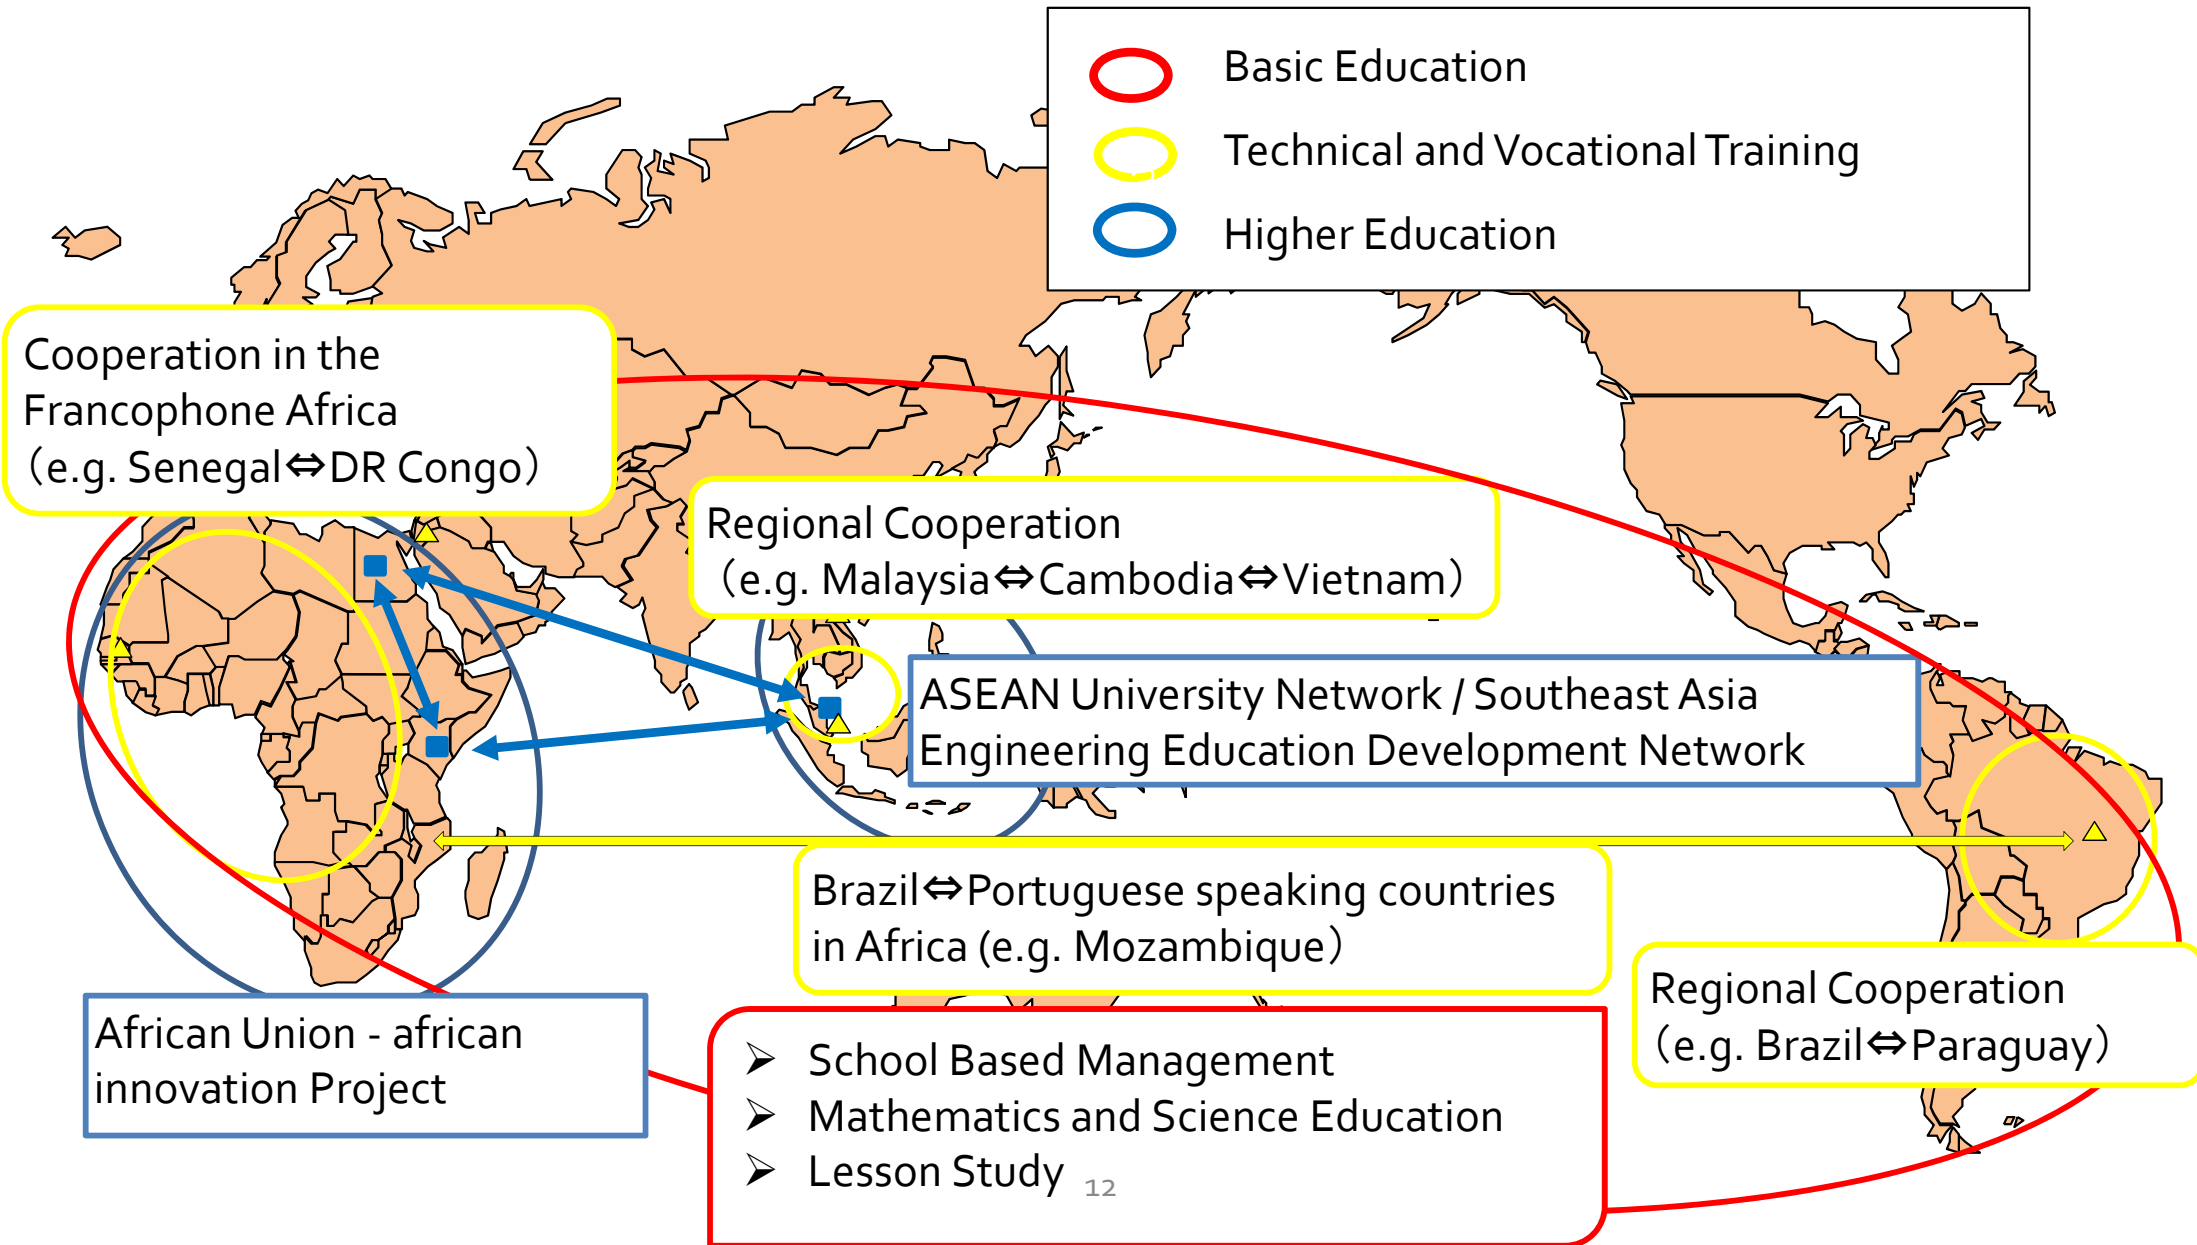 Basic Education
Technical and Vocational Training
Higher Education
Cooperation in the
Francophone Africa
（e.g. Senegal⇔DR Congo）
Regional Cooperation
（e.g. Malaysia⇔Cambodia⇔Vietnam）
ASEAN University Network / Southeast Asia
Engineering Education Development Network
Brazil⇔Portuguese speaking countries
in Africa (e.g. Mozambique）
Regional Cooperation
（e.g. Brazil⇔Paraguay）
African Union - african
innovation Project
➢ School Based Management
➢ Mathematics and Science Education
➢ Lesson Study
12